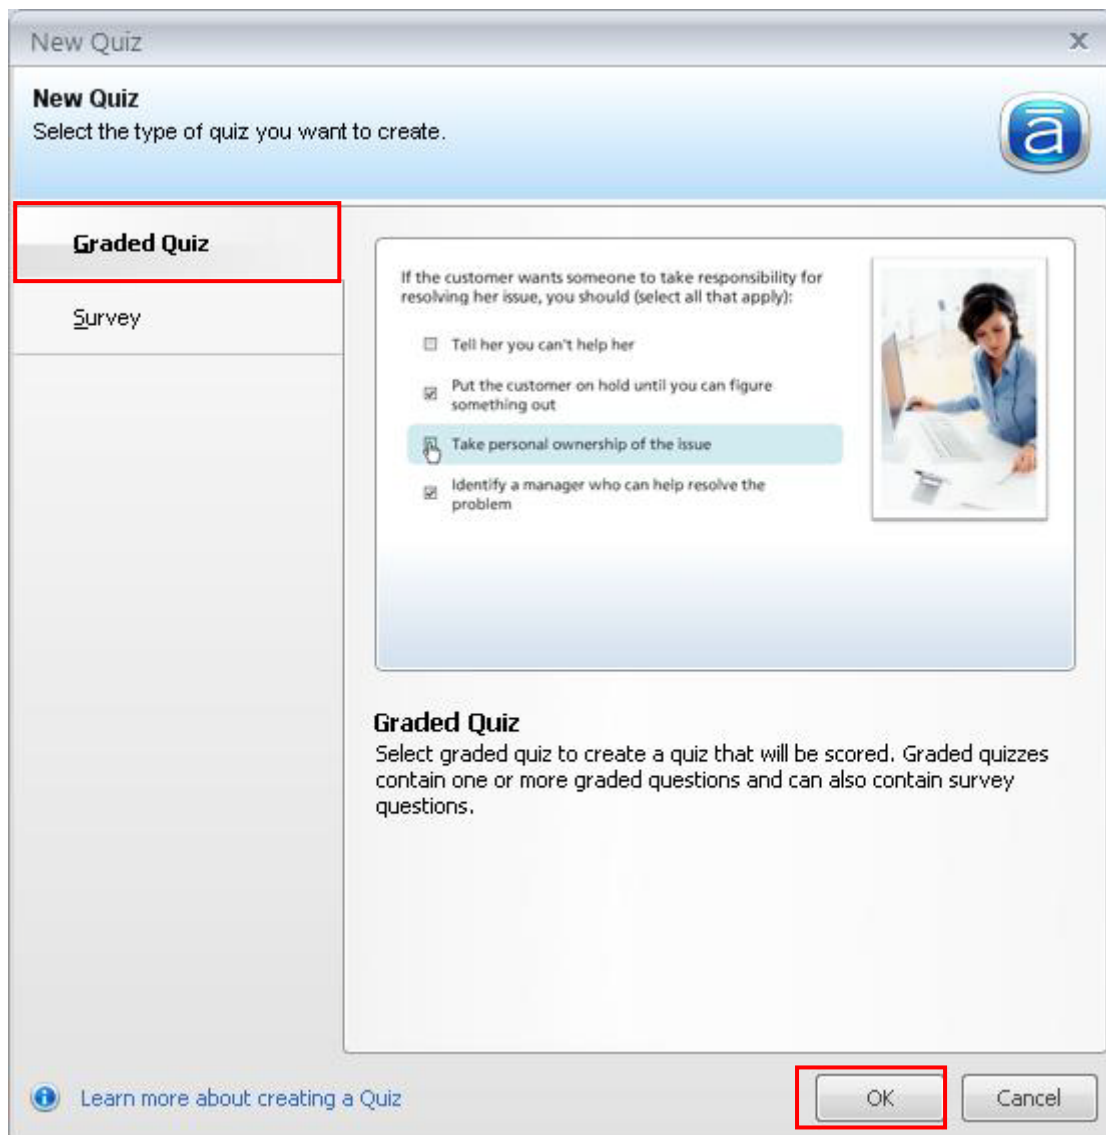 New Quiz
New Quiz
Select the type of quiz you want to create.
ā
Graded Quiz
Survey
If the customer wants someone to take responsibility for
resolving her issue, you should (select all that apply):
Tell her you can't help her
Put the customer on hold until you can figure
something out
Take personal ownership of the issue
Identify a manager who can help resolve the
problem
Graded Quiz
Select graded quiz to create a quiz that will be scored. Graded quizzes
contain one or more graded questions and can also contain survey
questions.
Learn more about creating a Quiz
OK
Cancel